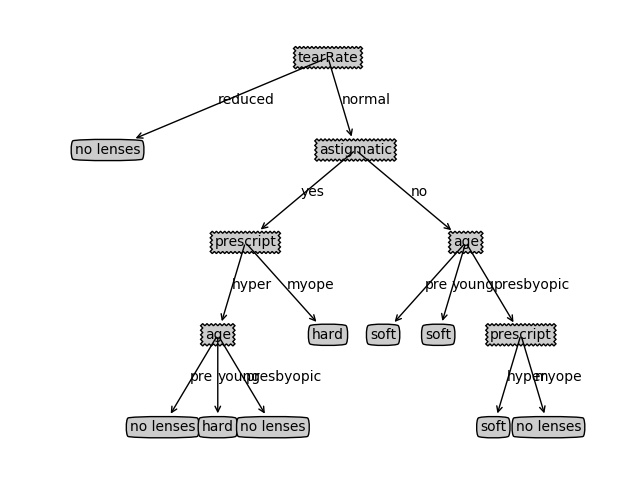 tearRate
reduced normal
no lenses astigmatic
yes no
prescript age
hyper myope pre young presbyopic
age hard soft soft prescript
pre young presbyopic hyper myope
no lenses hard no lenses soft no lenses